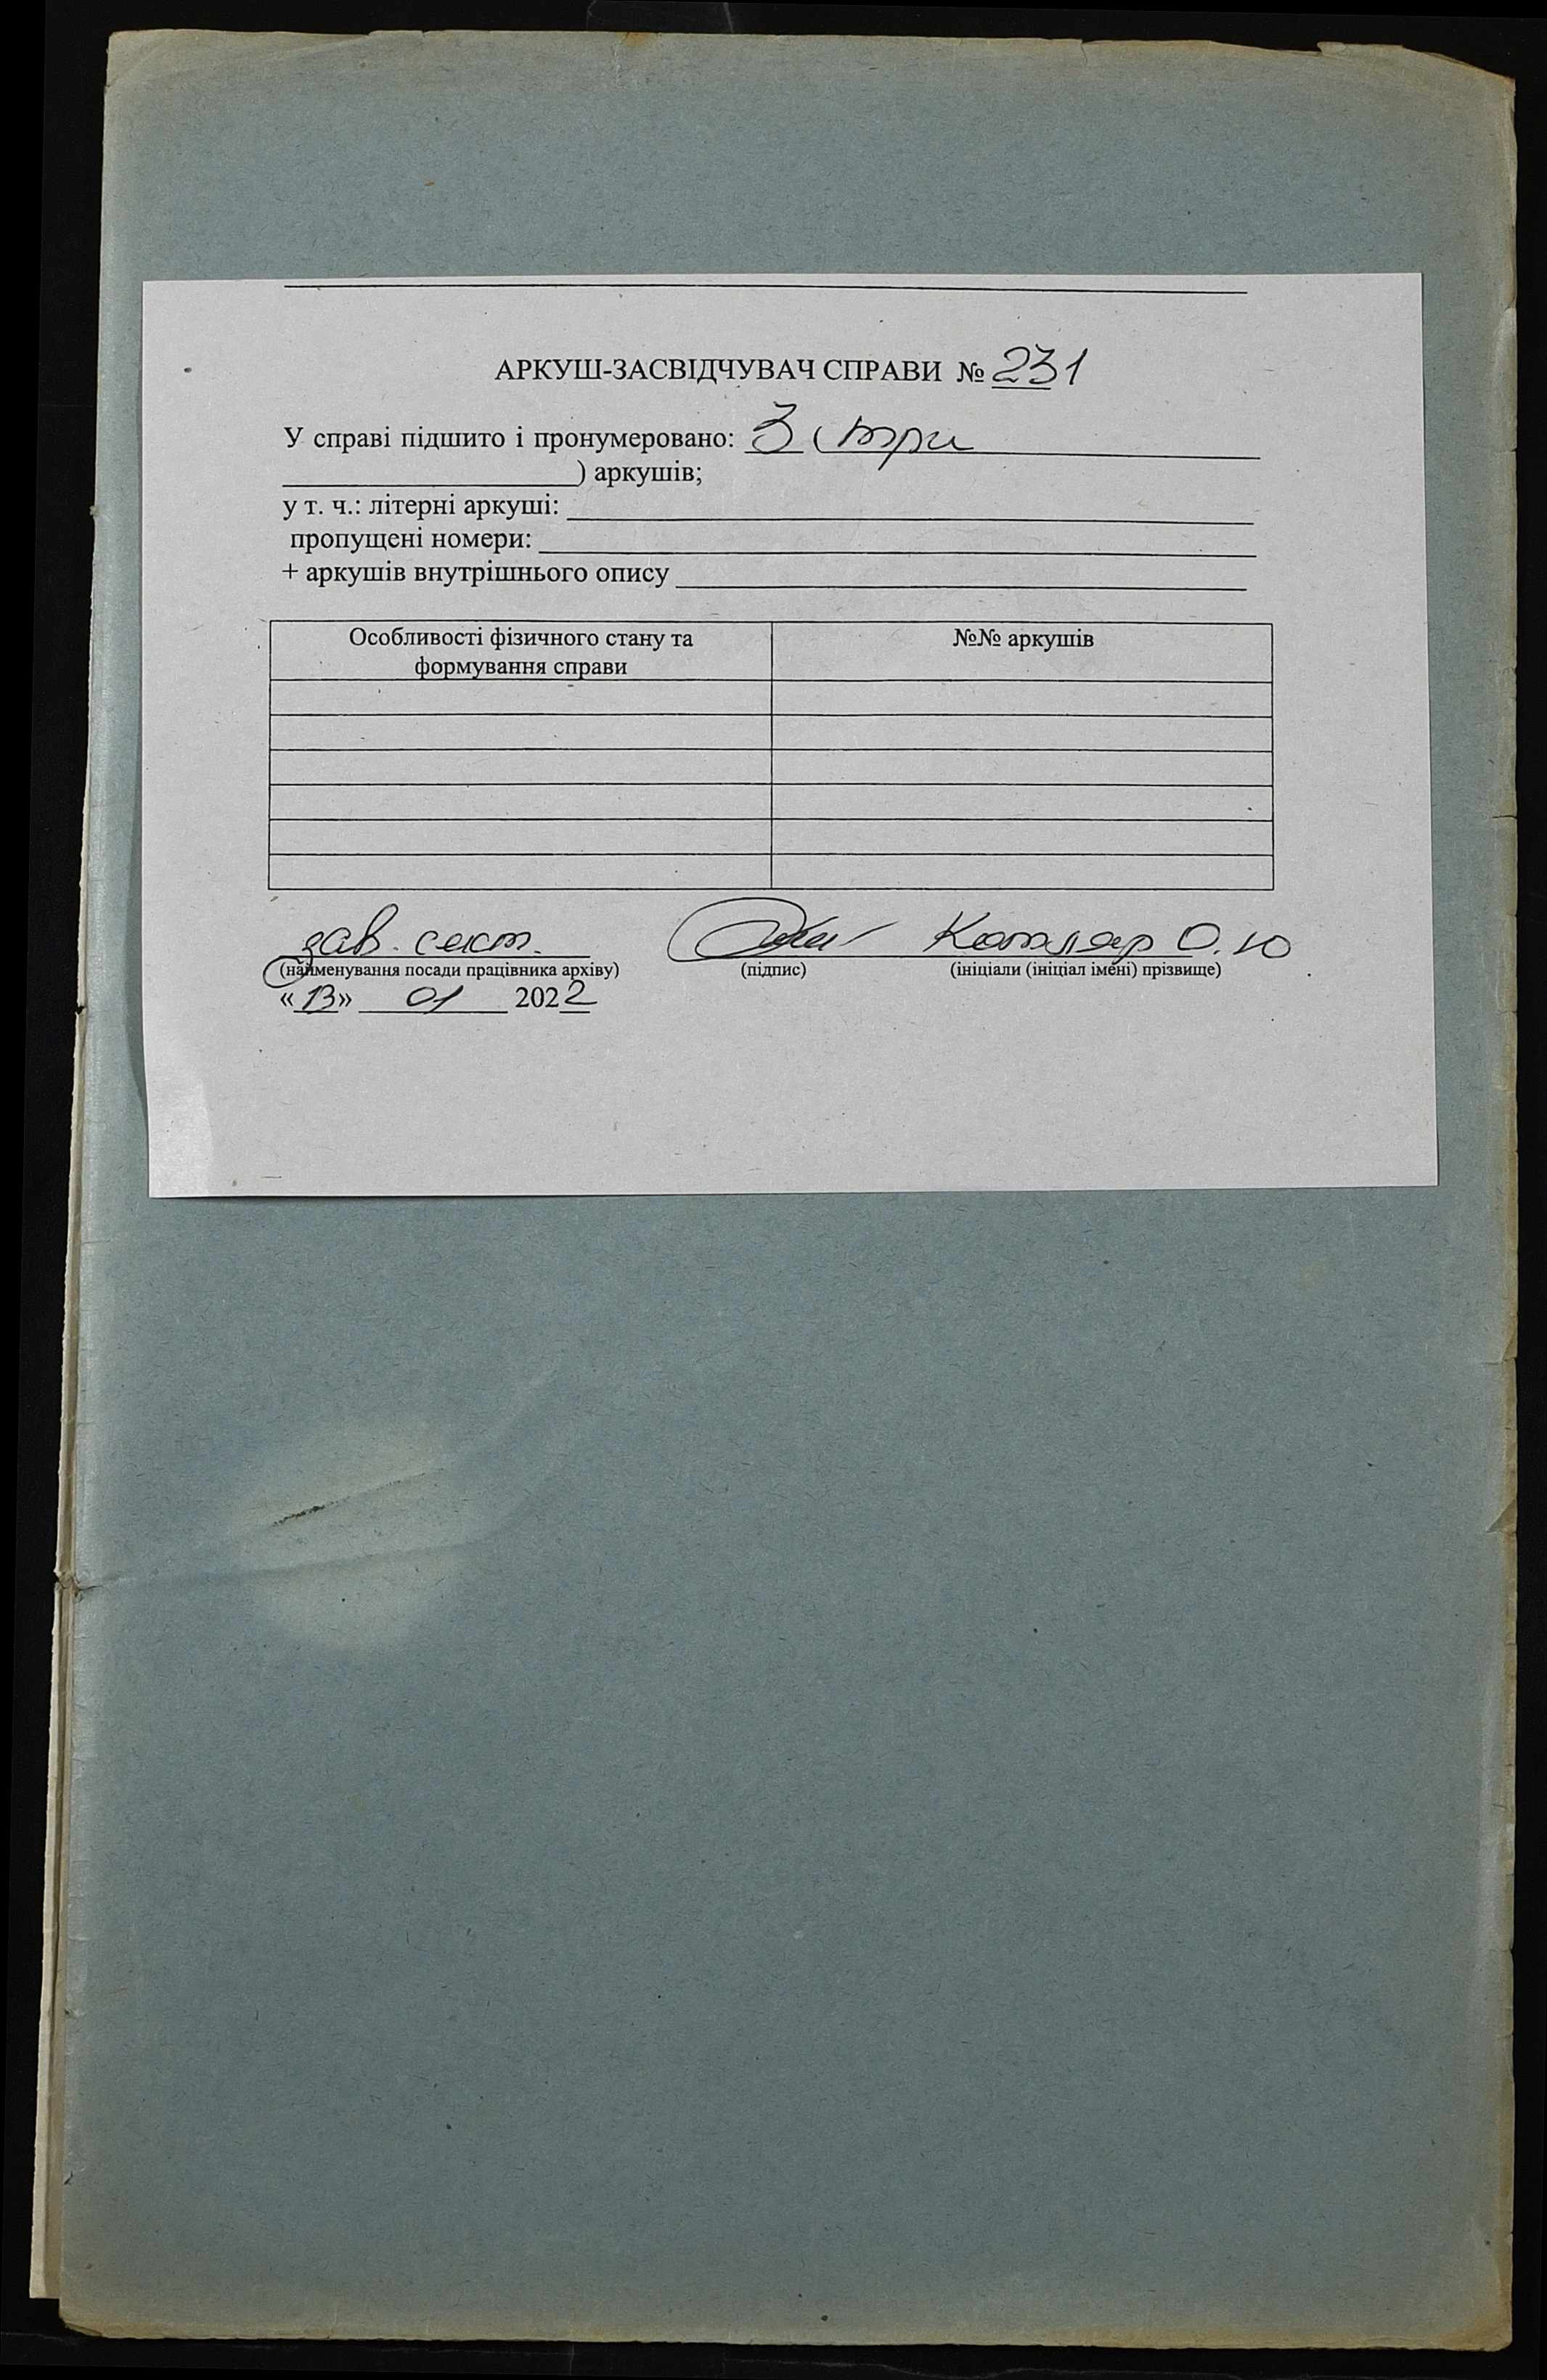 АРКУШ-ЗАСВІДЧУВАЧ СПРАВИ № 231
У справі підшито і пронумеровано: 3 (три
) аркушів;
у т. ч.: літерні аркуші:
пропущені номери:
+ аркушів внутрішнього опису
Особливості фізичного стану та формування справи №№ аркушів
зав. сект. Котляр О.Ю
(найменування посади працівника архіву) (підпис) (ініціали (ініціал імені) прізвище)
«13» 01 2022